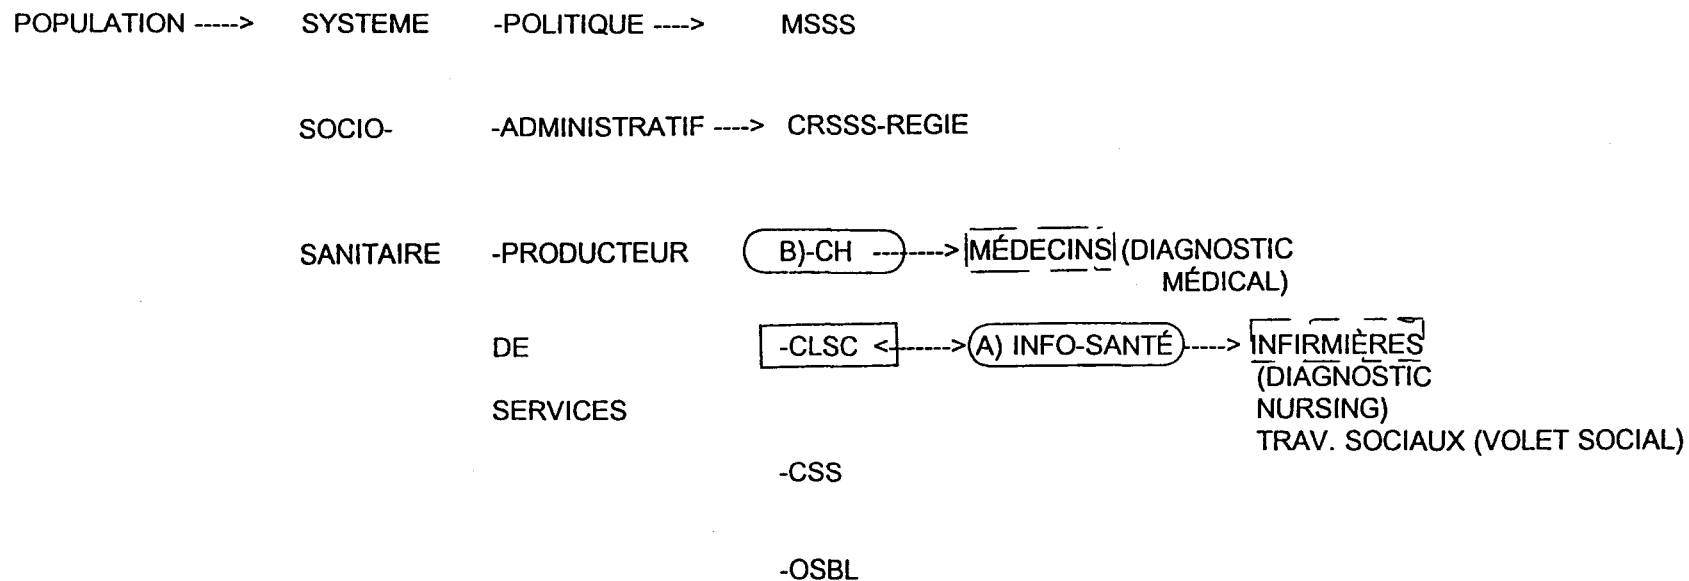 POPULATION -----> SYSTEME -POLITIQUE ----> MSSS
SOCIO- -ADMINISTRATIF ----> CRSSS-REGIE
SANITAIRE -PRODUCTEUR B)-CH -------> MÉDECINS (DIAGNOSTIC
MÉDICAL)
DE -CLSC <-------> A) INFO-SANTÉ -----> INFIRMIÈRES
(DIAGNOSTIC
SERVICES NURSING)
TRAV. SOCIAUX (VOLET SOCIAL)
-CSS
-OSBL